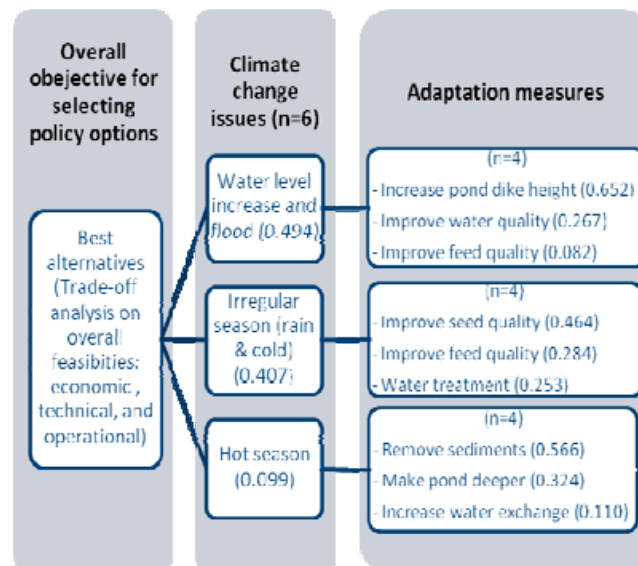 Overall
obejective for
selecting
policy options
Best
alternatives
(Trade-off
analysis on
overall
feasibities:
economic ,
technical, and
operational)
Climate
change
issues (n=6)
Water level
increase and
flood (0.494)
Irregular
season (rain
& cold)
(0.407)
Hot season
(0.099)
Adaptation measures
(n=4)
- Increase pond dike height (0.652)
- Improve water quality (0.267)
- Improve feed quality (0.082)
(n=4)
- Improve seed quality (0.464)
- Improve feed quality (0.284)
- Water treatment (0.253)
(n=4)
- Remove sediments (0.566)
- Make pond deeper (0.324)
- Increase water exchange (0.110)